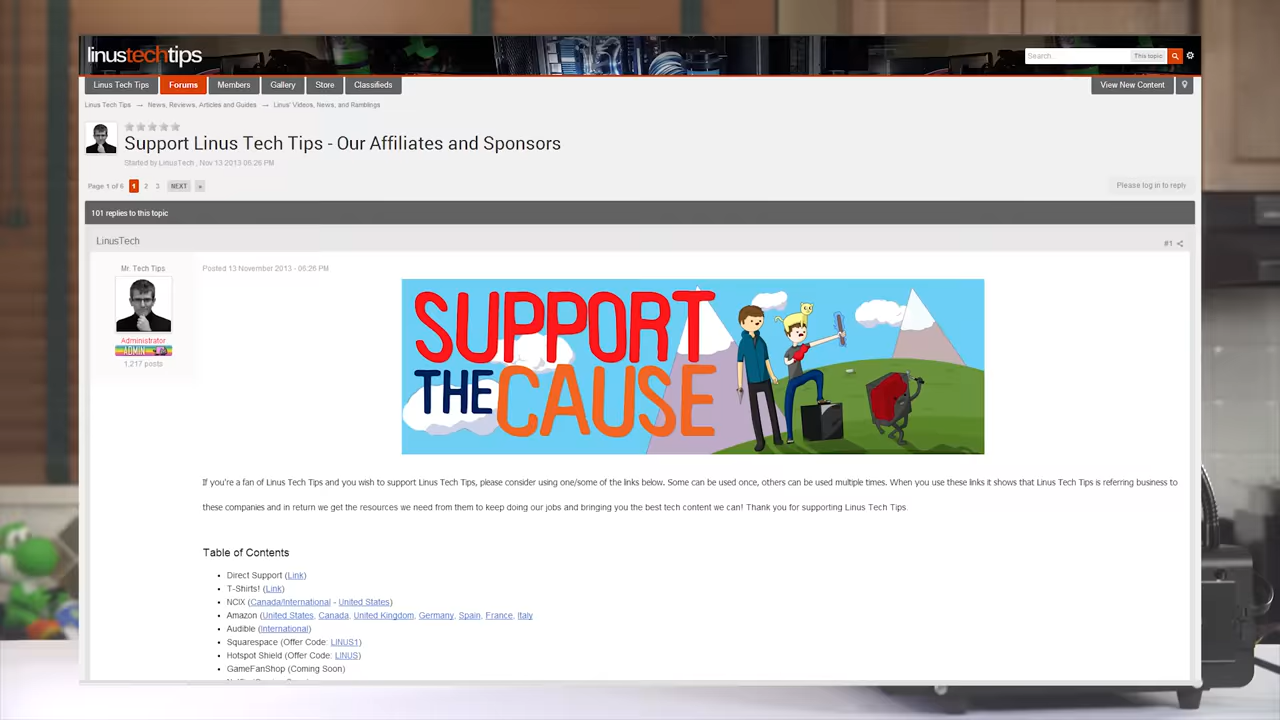 linustechtips
Search
This topic
Linus Tech Tips
Forums
Members
Gallery
Store
Classifieds
View New Content
Linus Tech Tips → News, Reviews, Articles and Guides → Linus' Videos, News, and Ramblings
Support Linus Tech Tips - Our Affiliates and Sponsors
Started by LinusTech , Nov 13 2013 06:26 PM
Page 1 of 6 1 2 3 NEXT »
Please log in to reply
101 replies to this topic
LinusTech
#1
Mr. Tech Tips
Posted 13 November 2013 - 06:26 PM
Administrator
ADMIN
1,217 posts
SUPPORT
THE CAUSE
If you're a fan of Linus Tech Tips and you wish to support Linus Tech Tips, please consider using one/some of the links below. Some can be used once, others can be used multiple times. When you use these links it shows that Linus Tech Tips is referring business to
these companies and in return we get the resources we need from them to keep doing our jobs and bringing you the best tech content we can! Thank you for supporting Linus Tech Tips.
Table of Contents
• Direct Support (Link)
• T-Shirts! (Link)
• NCIX (Canada/International - United States)
• Amazon (United States, Canada, United Kingdom, Germany, Spain, France, Italy
• Audible (International)
• Squarespace (Offer Code: LINUS1)
• Hotspot Shield (Offer Code: LINUS)
• GameFanShop (Coming Soon)